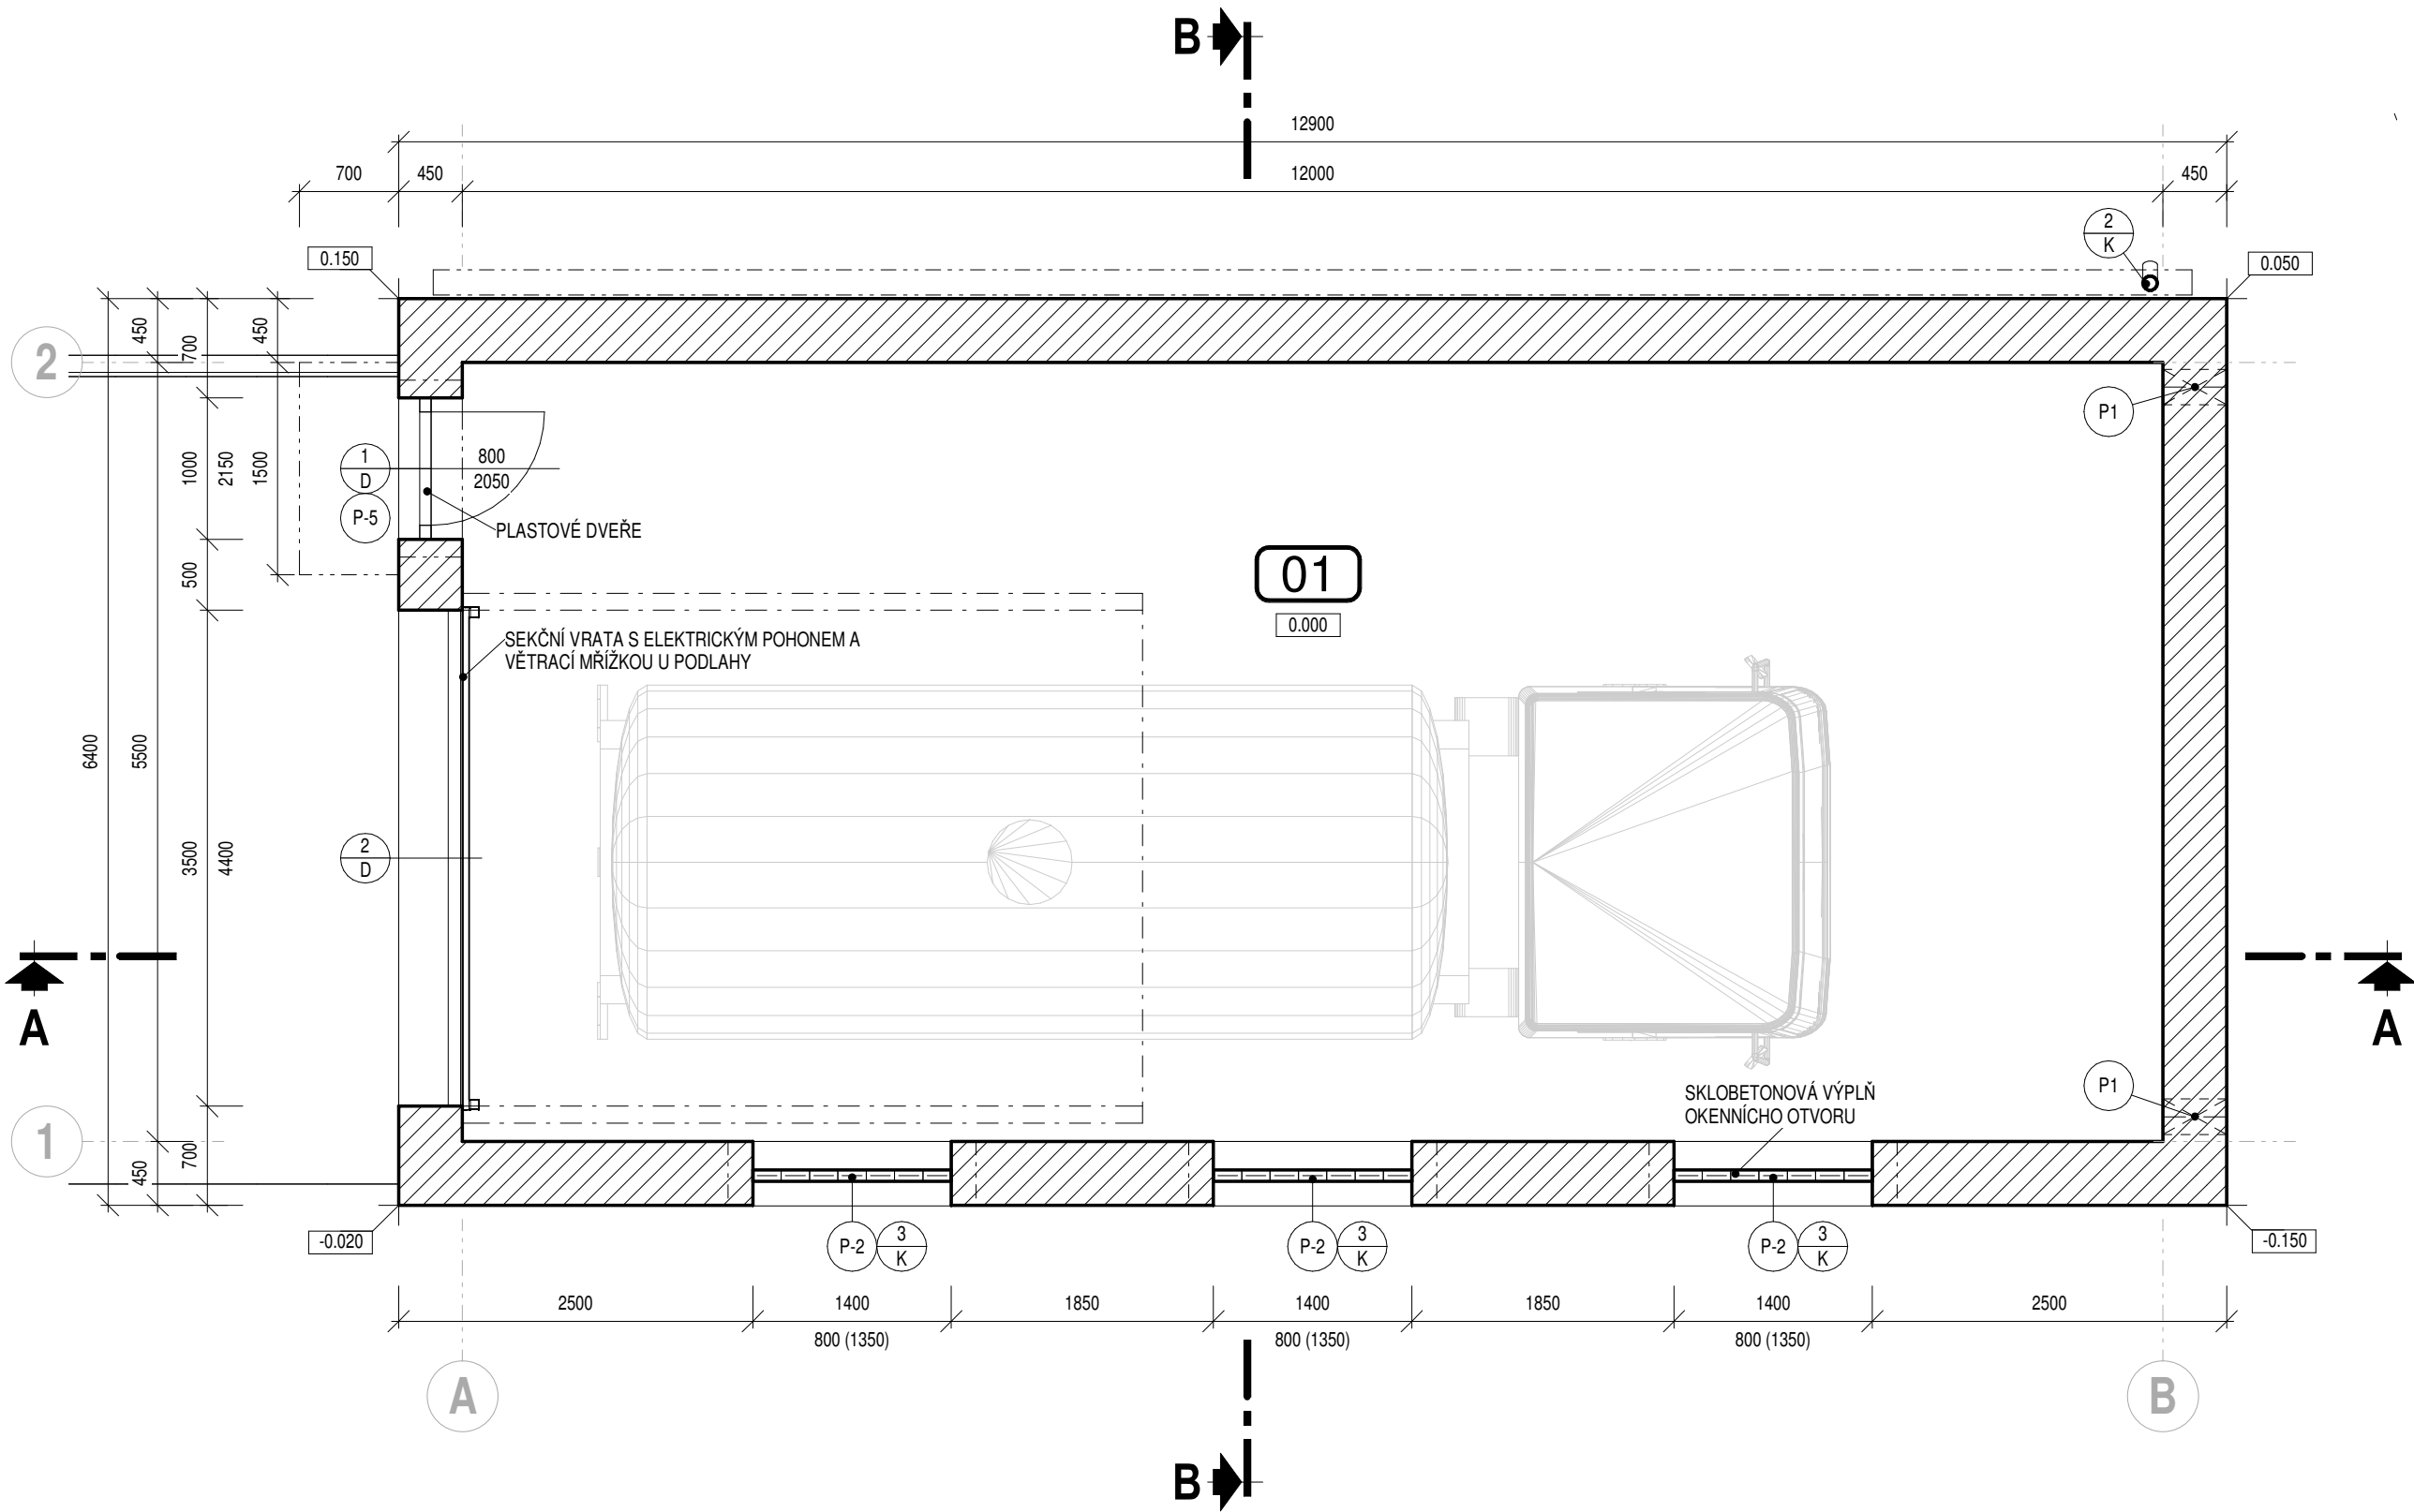 B
12900
700
450
12000
450
2
K
0.150
0.050
450
700
450
2
P1
1
D
800
2050
1000
2150
1500
P-5
PLASTOVÉ DVEŘE
01
500
0.000
SEKČNÍ VRATA S ELEKTRICKÝM POHONEM A
VĚTRACÍ MŘÍŽKOU U PODLAHY
6400
5500
3500
4400
2
D
A
A
P1
SKLOBETONOVÁ VÝPLŇ
OKENNÍCHO OTVORU
1
450
700
-0.020
-0.150
P-2
3
K
P-2
3
K
P-2
3
K
2500
1400
1850
1400
1850
1400
2500
800 (1350)
800 (1350)
800 (1350)
A
B
B